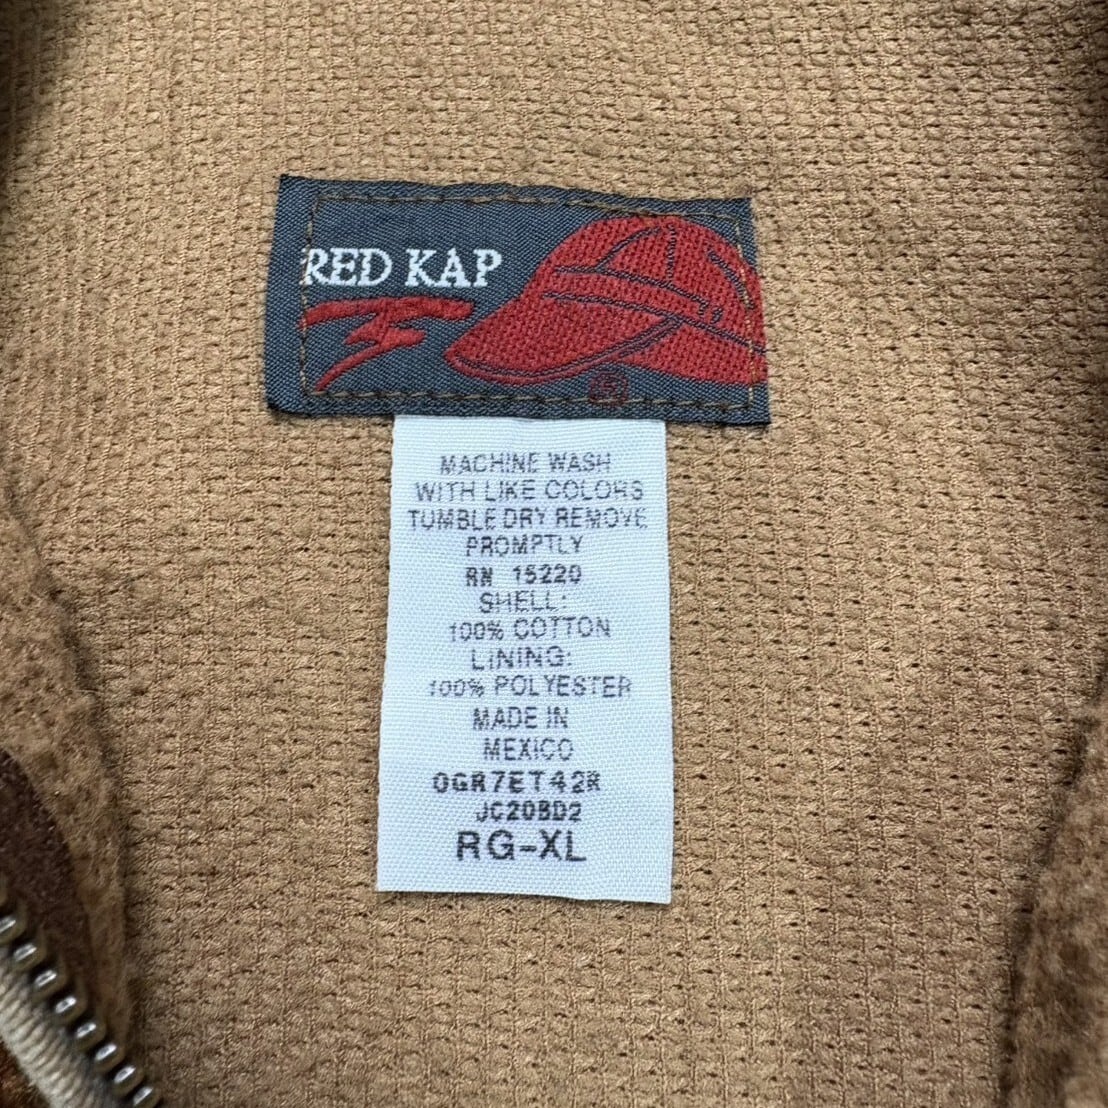 RED KAP
®
MACHINE WASH
WITH LIKE COLORS
TUMBLE DRY REMOVE
PROMPTLY
RN 15220
SHELL:
100% COTTON
LINING:
100% POLYESTER
MADE IN
MEXICO
0GR7ET42R
JC20BD2
RG-XL